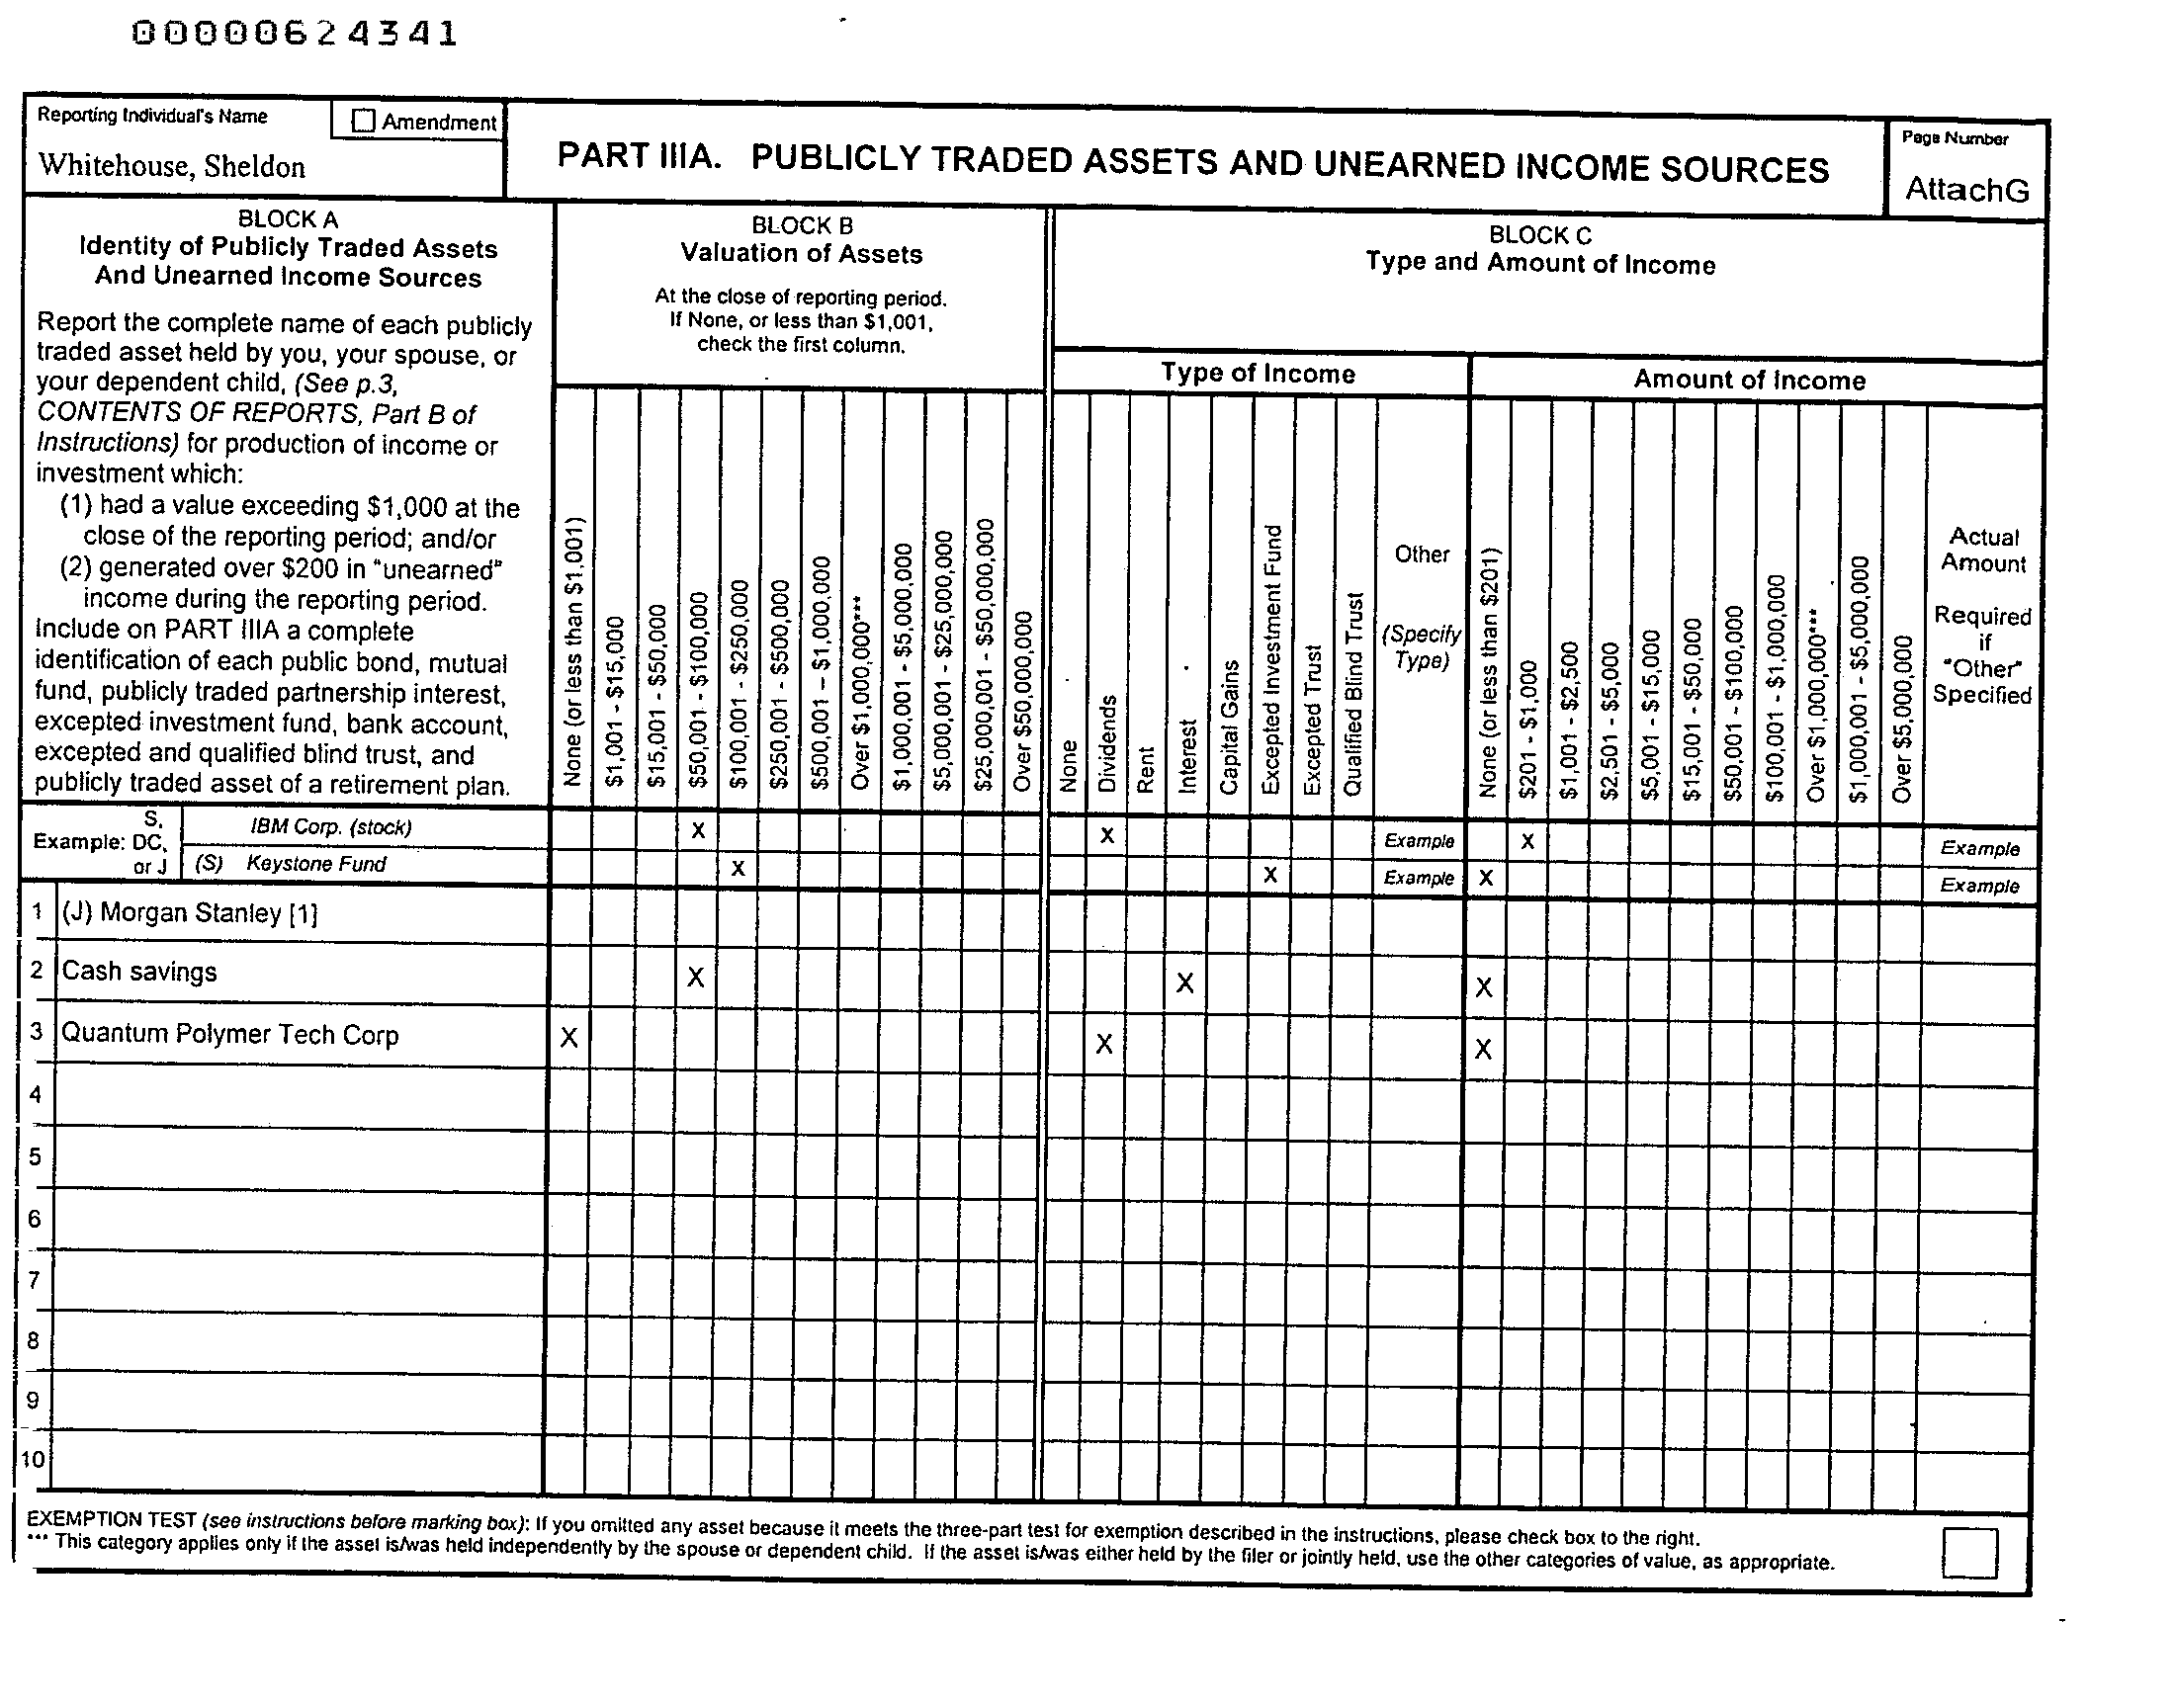 00000624341
Reporting Individual's Name
Amendment
Whitehouse, Sheldon
PART IIIA. PUBLICLY TRADED ASSETS AND UNEARNED INCOME SOURCES
Page Number
AttachG
BLOCK A
Identity of Publicly Traded Assets
And Unearned Income Sources
Report the complete name of each publicly
traded asset held by you, your spouse, or
your dependent child, (See p.3,
CONTENTS OF REPORTS, Part B of
Instructions) for production of income or
investment which:
(1) had a value exceeding $1,000 at the
close of the reporting period; and/or
(2) generated over $200 in "unearned"
income during the reporting period.
Include on PART IIIA a complete
identification of each public bond, mutual
fund, publicly traded partnership interest,
excepted investment fund, bank account,
excepted and qualified blind trust, and
publicly traded asset of a retirement plan.
BLOCK B
Valuation of Assets
At the close of reporting period.
If None, or less than $1,001,
check the first column.
None (or less than $1,001)
$1,001 - $15,000
$15,001 - $50,000
$50,001 - $100,000
$100,001 - $250,000
$250,001 - $500,000
$500,001 – $1,000,000
Over $1,000,000***
$1,000,001 - $5,000,000
$5,000,001 - $25,000,000
$25,000,001 - $50,000,000
Over $50,000,000
BLOCK C
Type and Amount of Income
Type of Income
None
Dividends
Rent
Interest
Capital Gains
Excepted Investment Fund
Excepted Trust
Qualified Blind Trust
Other
(Specify
Type)
Amount of Income
None (or less than $201)
$201 - $1,000
$1,001 - $2,500
$2,501 - $5,000
$5,001 - $15,000
$15,001 - $50,000
$50,001 - $100,000
$100,001 - $1,000,000
Over $1,000,000***
$1,000,001 - $5,000,000
Over $5,000,000
Actual
Amount
Required
if
"Other"
Specified
Example: S, DC, or J
IBM Corp. (stock) X X Example X Example
(S) Keystone Fund X X Example X Example
1 (J) Morgan Stanley [1]
2 Cash savings X X X
3 Quantum Polymer Tech Corp X X X
4
5
6
7
8
9
10
EXEMPTION TEST (see instructions before marking box): If you omitted any asset because it meets the three-part test for exemption described in the instructions, please check box to the right.
*** This category applies only if the asset is/was held independently by the spouse or dependent child. If the asset is/was either held by the filer or jointly held, use the other categories of value, as appropriate.